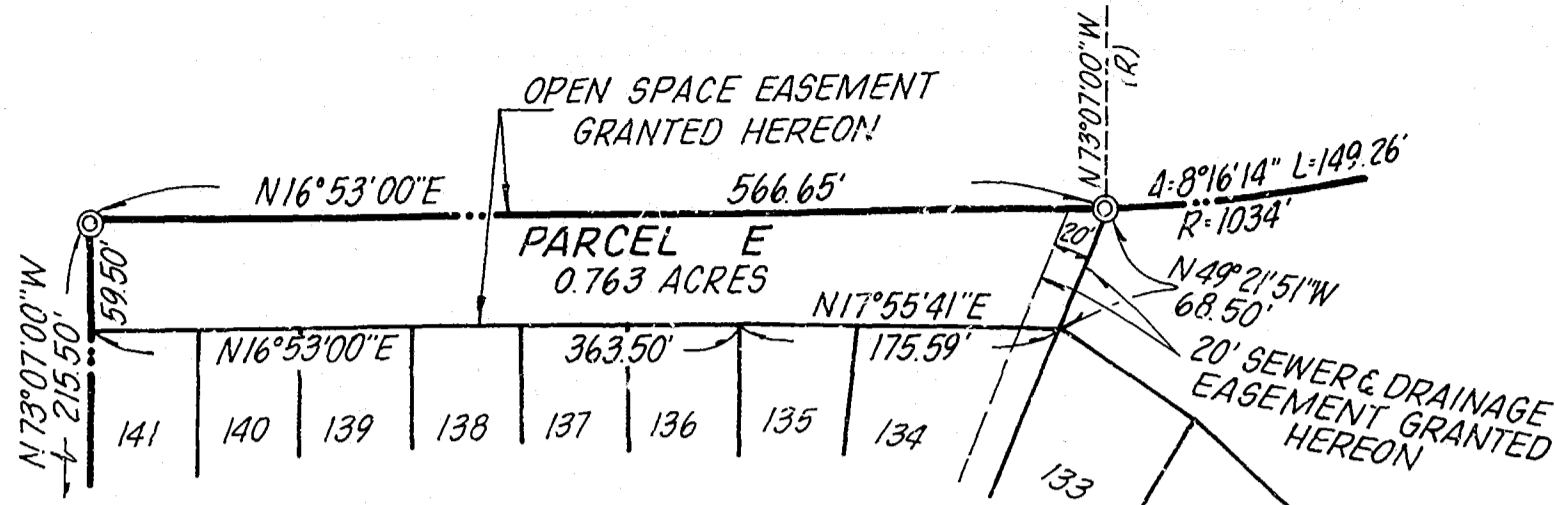 OPEN SPACE EASEMENT
GRANTED HEREON
N73°07'00"W
(R)
N16°53'00"E
566.65'
Δ=8°16'14" L=149.26'
R=1034'
PARCEL E
0.763 ACRES
20'
59.50'
N49°21'51"W
68.50'
N17°55'41"E
N16°53'00"E
363.50'
175.59'
N73°07'00"W
215.50'
20' SEWER & DRAINAGE
EASEMENT GRANTED
HEREON
141
140
139
138
137
136
135
134
133